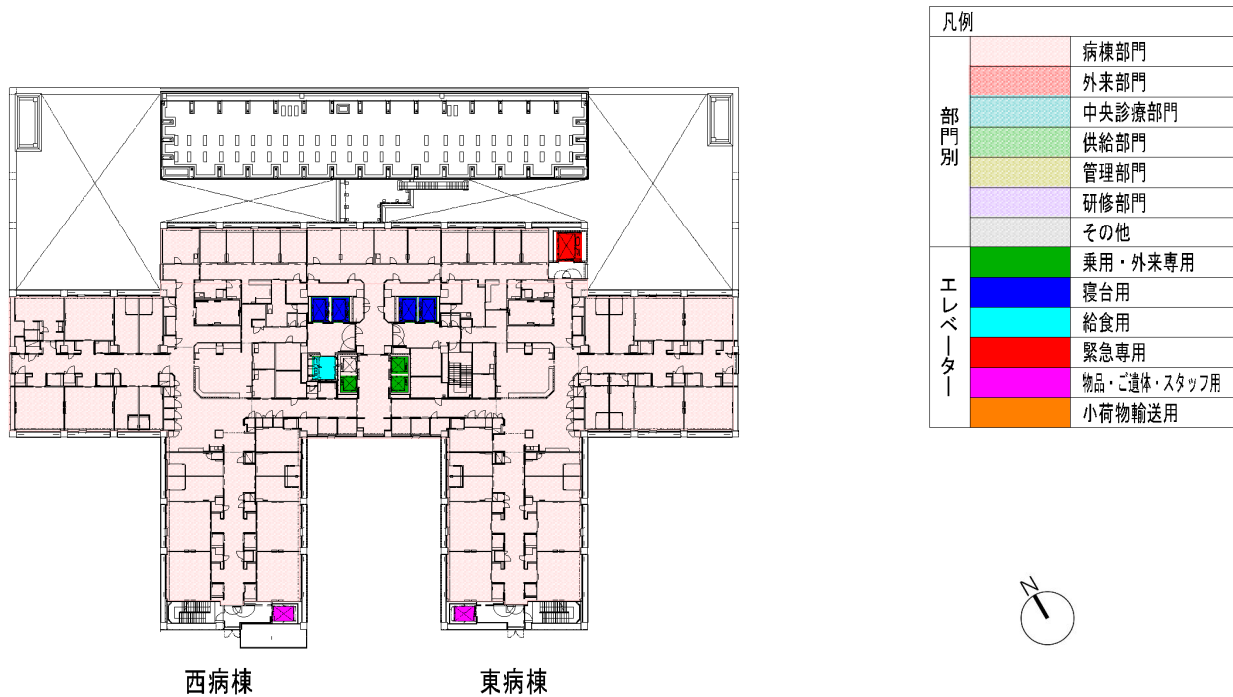 凡例
部門別
病棟部門
外来部門
中央診療部門
供給部門
管理部門
研修部門
その他
エレベーター
乗用・外来専用
寝台用
給食用
緊急専用
物品・ご遺体・スタッフ用
小荷物輸送用
N
西病棟
東病棟